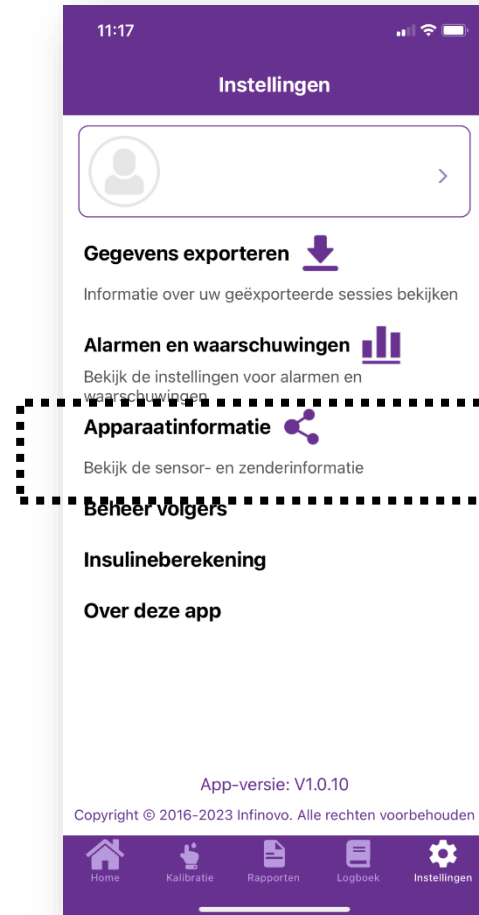 11:17
Instellingen
Gegevens exporteren
Informatie over uw geëxporteerde sessies bekijken
Alarmen en waarschuwingen
Bekijk de instellingen voor alarmen en
waarschuwingen
Apparaatinformatie
Bekijk de sensor- en zenderinformatie
Beheer volgers
Insulineberekening
Over deze app
App-versie: V1.0.10
Copyright © 2016-2023 Infinovo. Alle rechten voorbehouden
Home Kalibratie Rapporten Logboek Instellingen